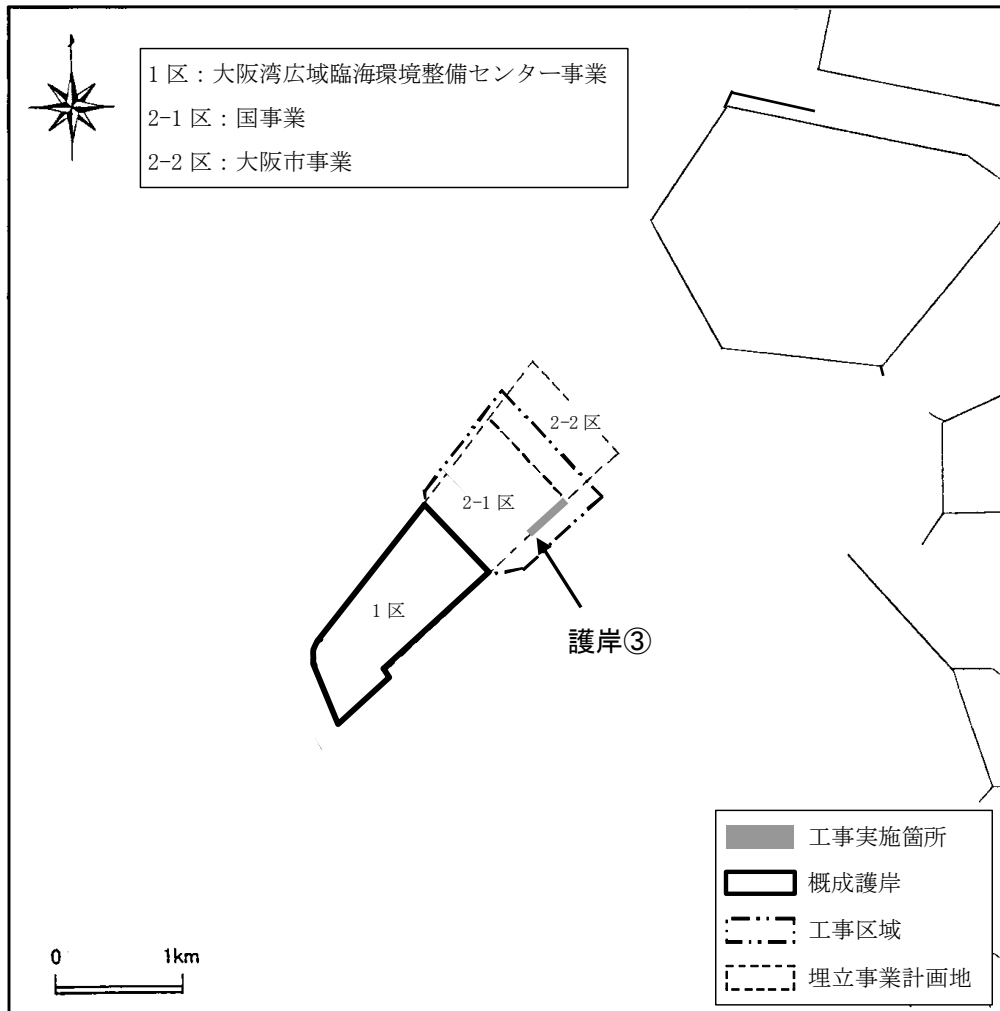 1区：大阪湾広域臨海環境整備センター事業
2-1区：国事業
2-2区：大阪市事業
2-2区
2-1区
1区
護岸③
工事実施箇所
概成護岸
工事区域
埋立事業計画地
0 1km